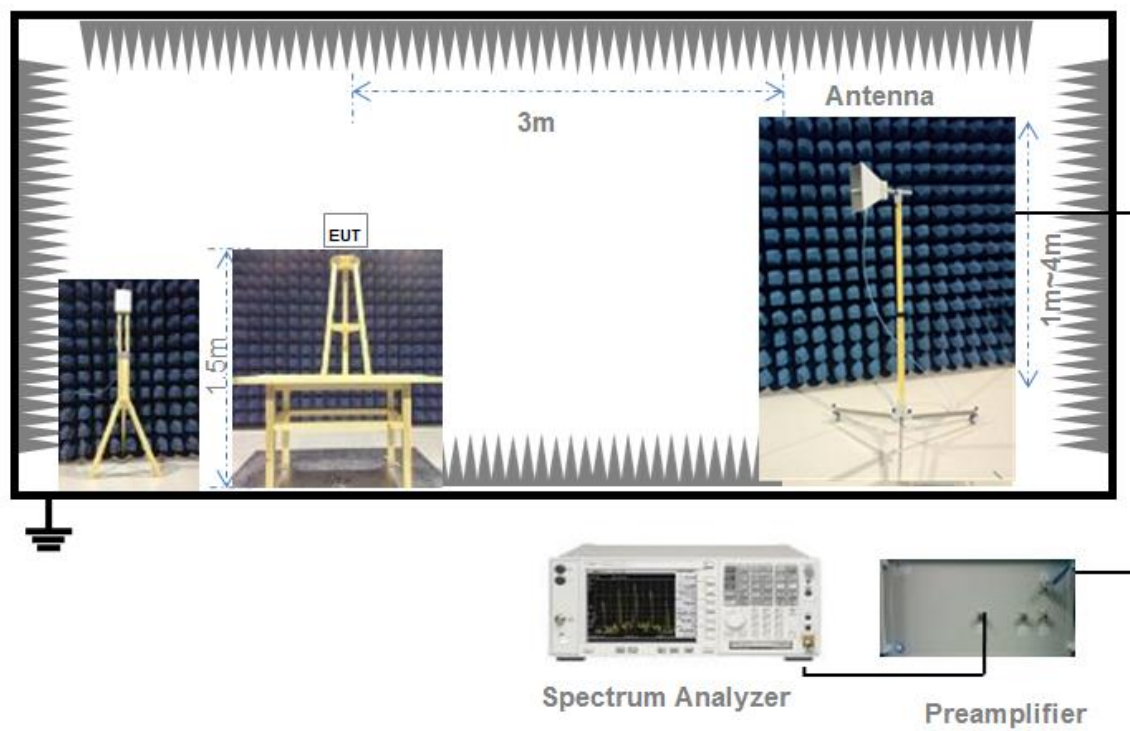 Antenna
3m
EUT
1.5m
1m~4m
Spectrum Analyzer
Preamplifier